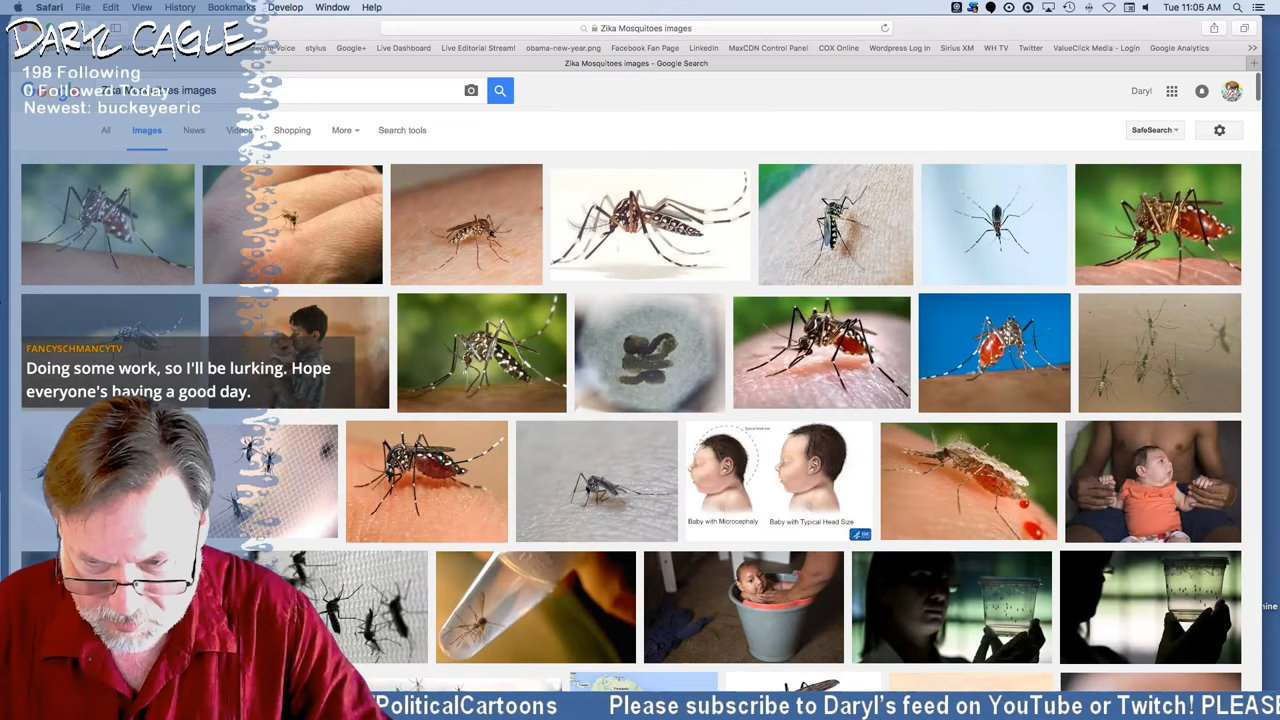 Safari File Edit View History Bookmarks Develop Window Help
Tue 11:05 AM
DARYL CAGLE
Zika Mosquitoes images
198 Following
0 Followed Today
Newest: buckeyeeric
stylus Google+ Live Dashboard Live Editorial Stream! obama-new-year.png Facebook Fan Page LinkedIn MaxCDN Control Panel COX Online Wordpress Log In Sirius XM WH TV Twitter ValueClick Media - Login Google Analytics
Zika Mosquitoes images - Google Search
images
Daryl
All Images News Videos Shopping More Search tools
SafeSearch
FANCYSCHMANCYTV
Doing some work, so I'll be lurking. Hope
everyone's having a good day.
Baby with Microcephaly Baby with Typical Head Size
PoliticalCartoons Please subscribe to Daryl's feed on YouTube or Twitch! PLEASE